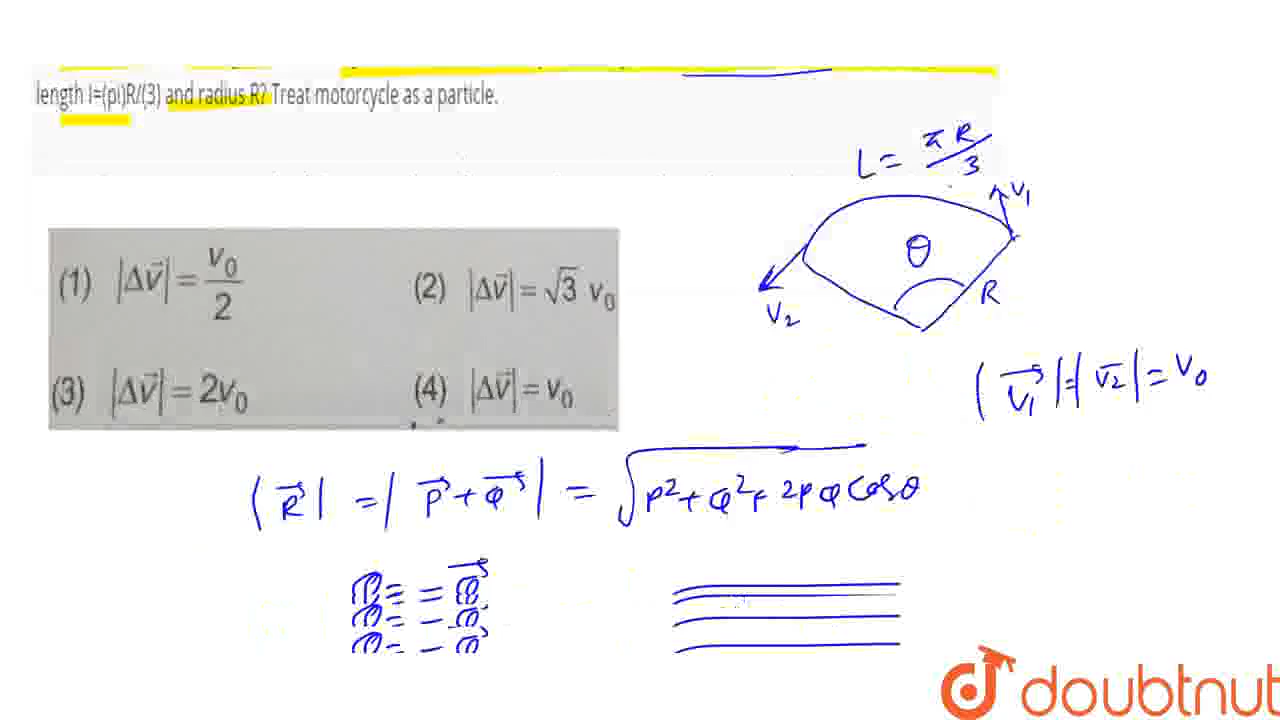 length l=(pi)R/(3) and radius R? Treat motorcycle as a particle.
L = πR/3
V₁
θ
R
V₂
(1) |Δv⃗| = v₀/2
(2) |Δv⃗| = √3 v₀
(3) |Δv⃗| = 2v₀
(4) |Δv⃗| = v₀
|V₁⃗| = |V̅₂| = V₀
|R⃗| = |P⃗ + Q⃗| = √(P² + Q² + 2PQ Cosθ)
doubtnut